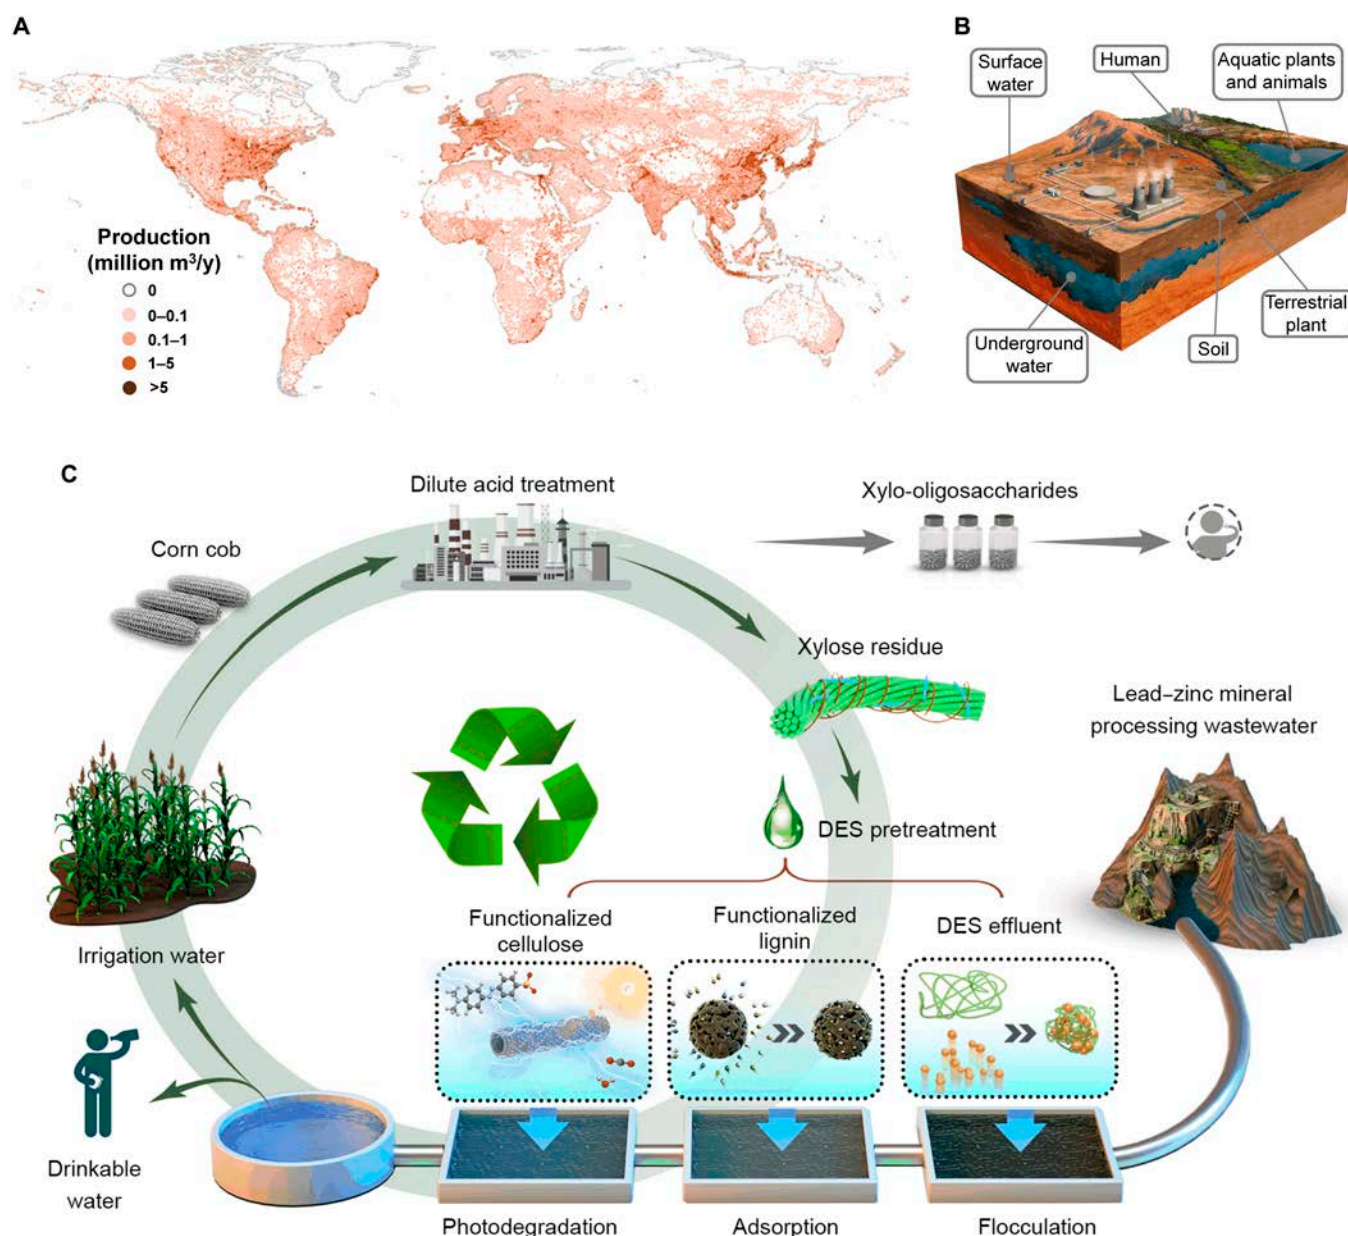 A
Production
(million m³/y)
0
0–0.1
0.1–1
1–5
>5
B
Surface
water
Human
Aquatic plants
and animals
Underground
water
Soil
Terrestrial
plant
C
Dilute acid treatment
Xylo-oligosaccharides
Corn cob
Xylose residue
Lead–zinc mineral
processing wastewater
DES pretreatment
Functionalized
cellulose
Functionalized
lignin
DES effluent
Irrigation water
Drinkable
water
Photodegradation
Adsorption
Flocculation